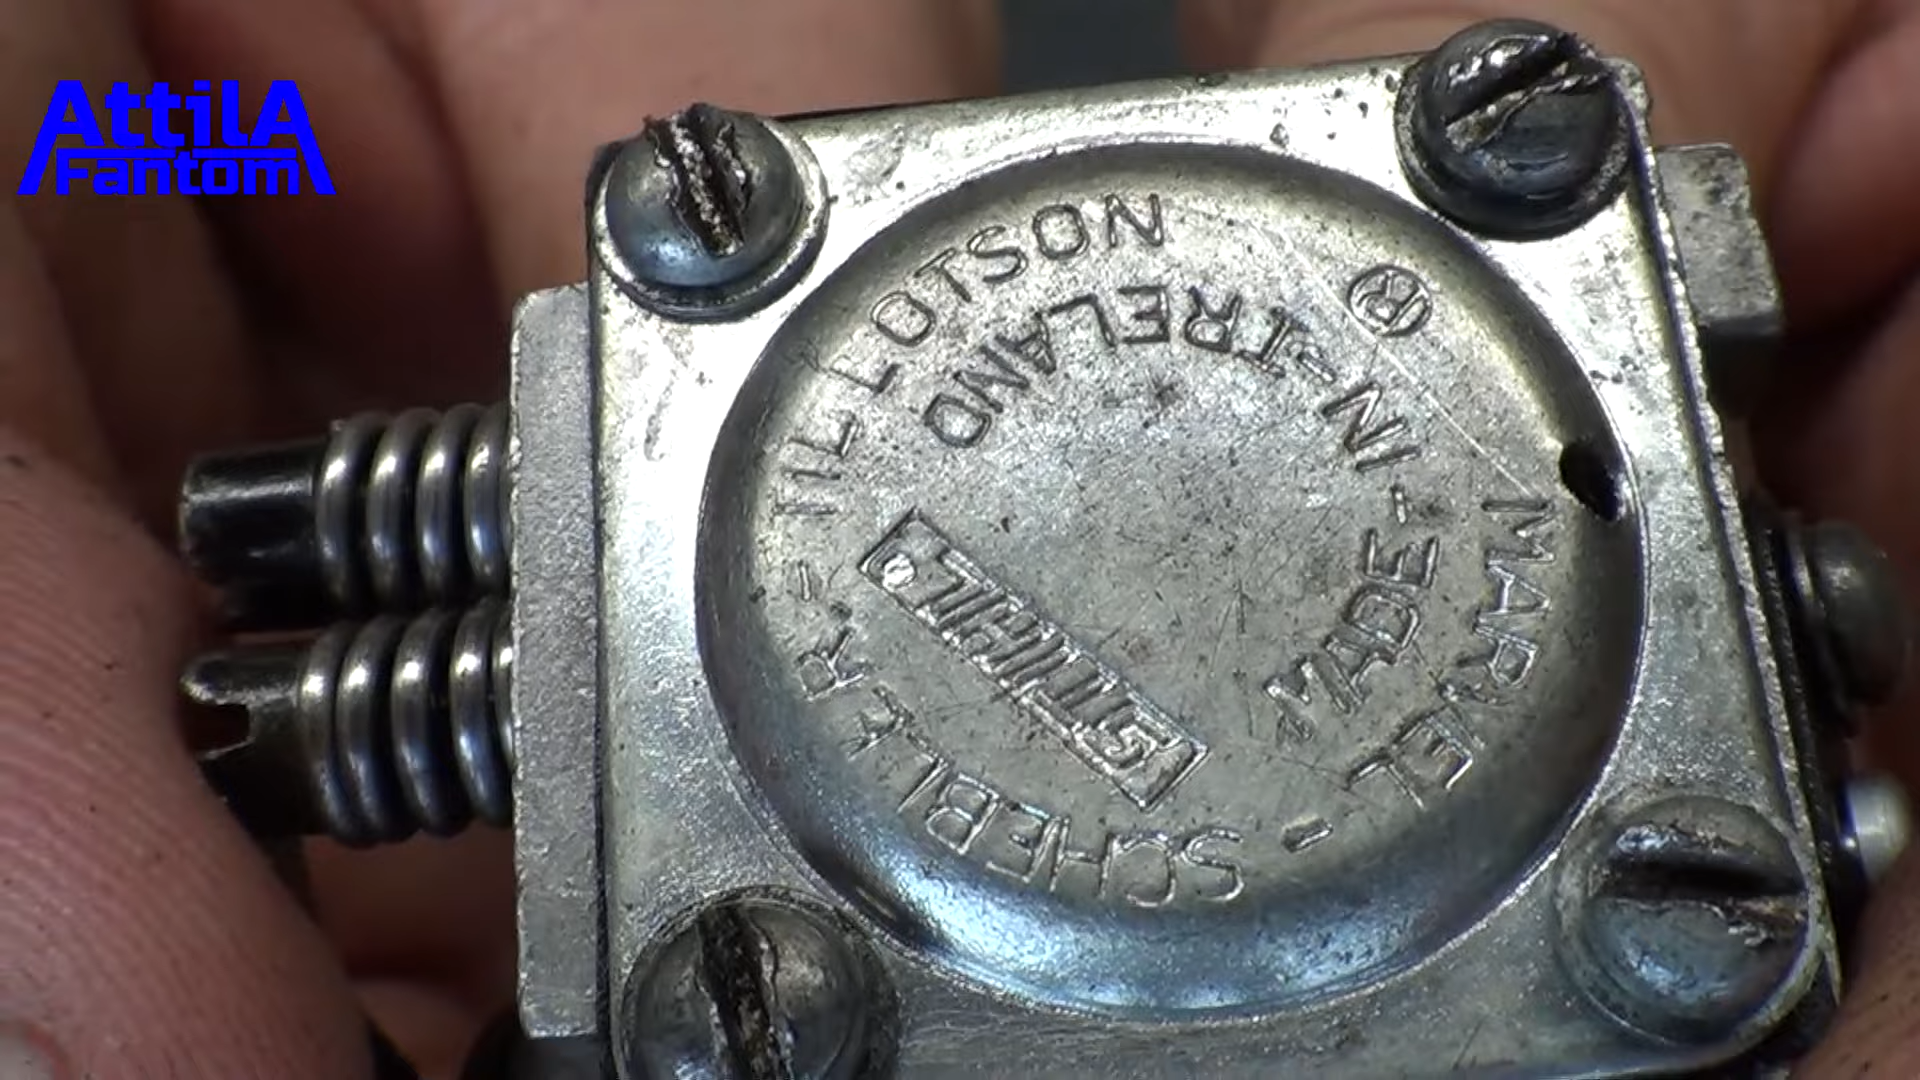 AttilA
Fantom
MARVEL - SCHEBLER - TILLOTSON
®
MADE-IN-IRELAND
STIHL